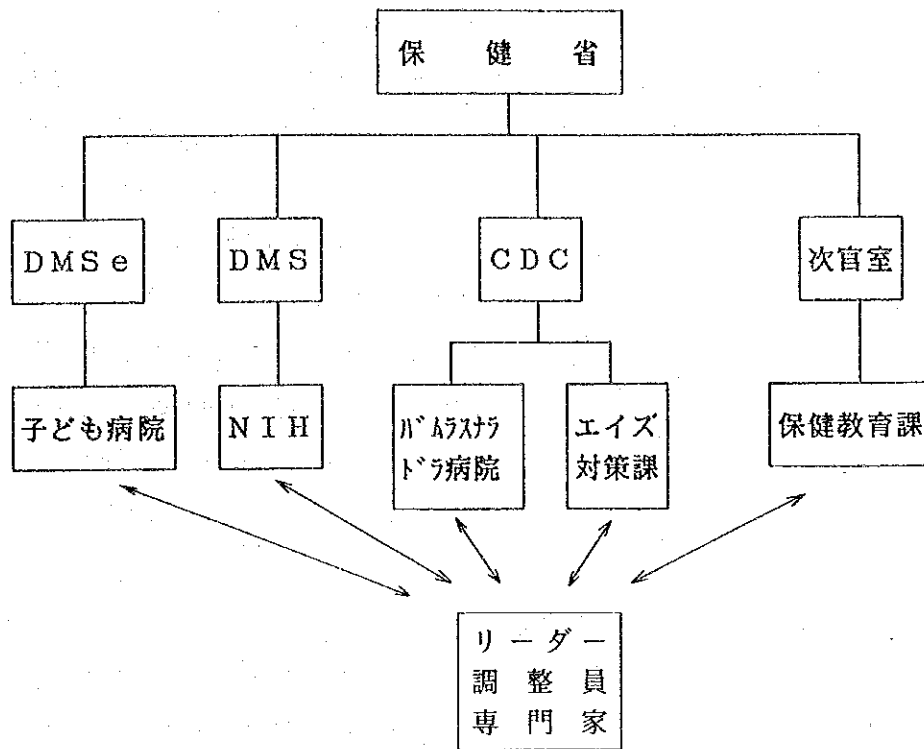 保健省
DMSe
DMS
CDC
次官室
子ども病院
NIH
バムラスナラ
ドラ病院
エイズ
対策課
保健教育課
リーダー
調整員
専門家